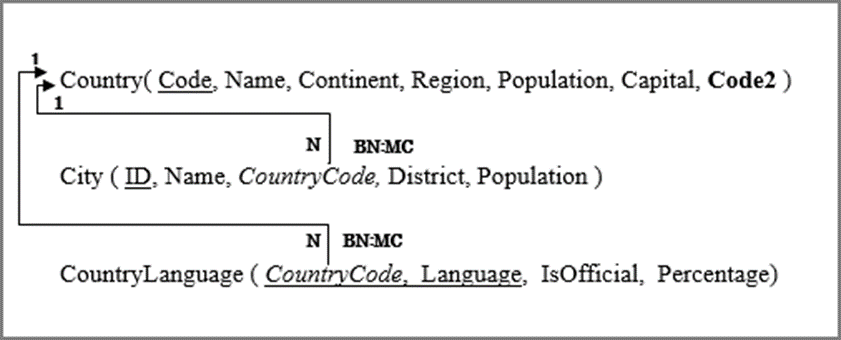 1
Country( Code, Name, Continent, Region, Population, Capital, Code2 )
1
N BN:MC
City ( ID, Name, CountryCode, District, Population )
N BN:MC
CountryLanguage ( CountryCode, Language, IsOfficial, Percentage)